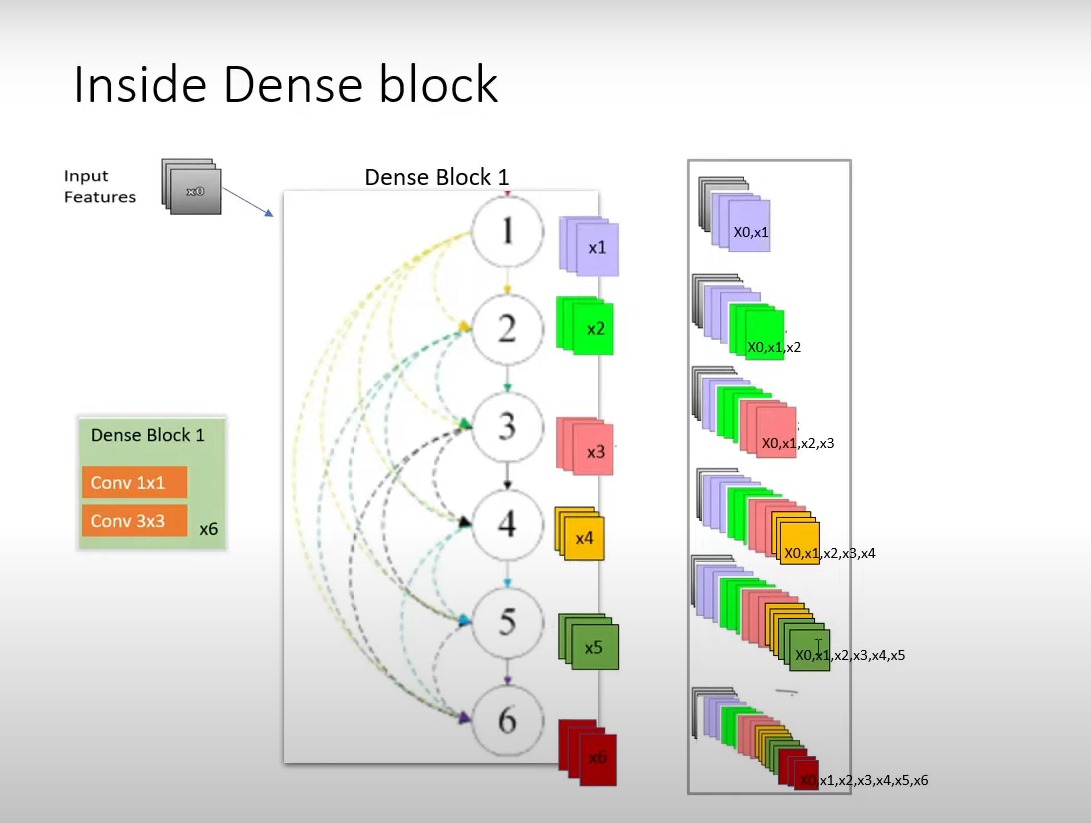 Inside Dense block
Input
Features
x0
Dense Block 1
1
2
3
4
5
6
x1
x2
x3
x4
x5
x6
Dense Block 1
Conv 1x1
Conv 3x3
x6
X0,x1
X0,x1,x2
X0,x1,x2,x3
X0,x1,x2,x3,x4
X0,x1,x2,x3,x4,x5
X0,x1,x2,x3,x4,x5,x6